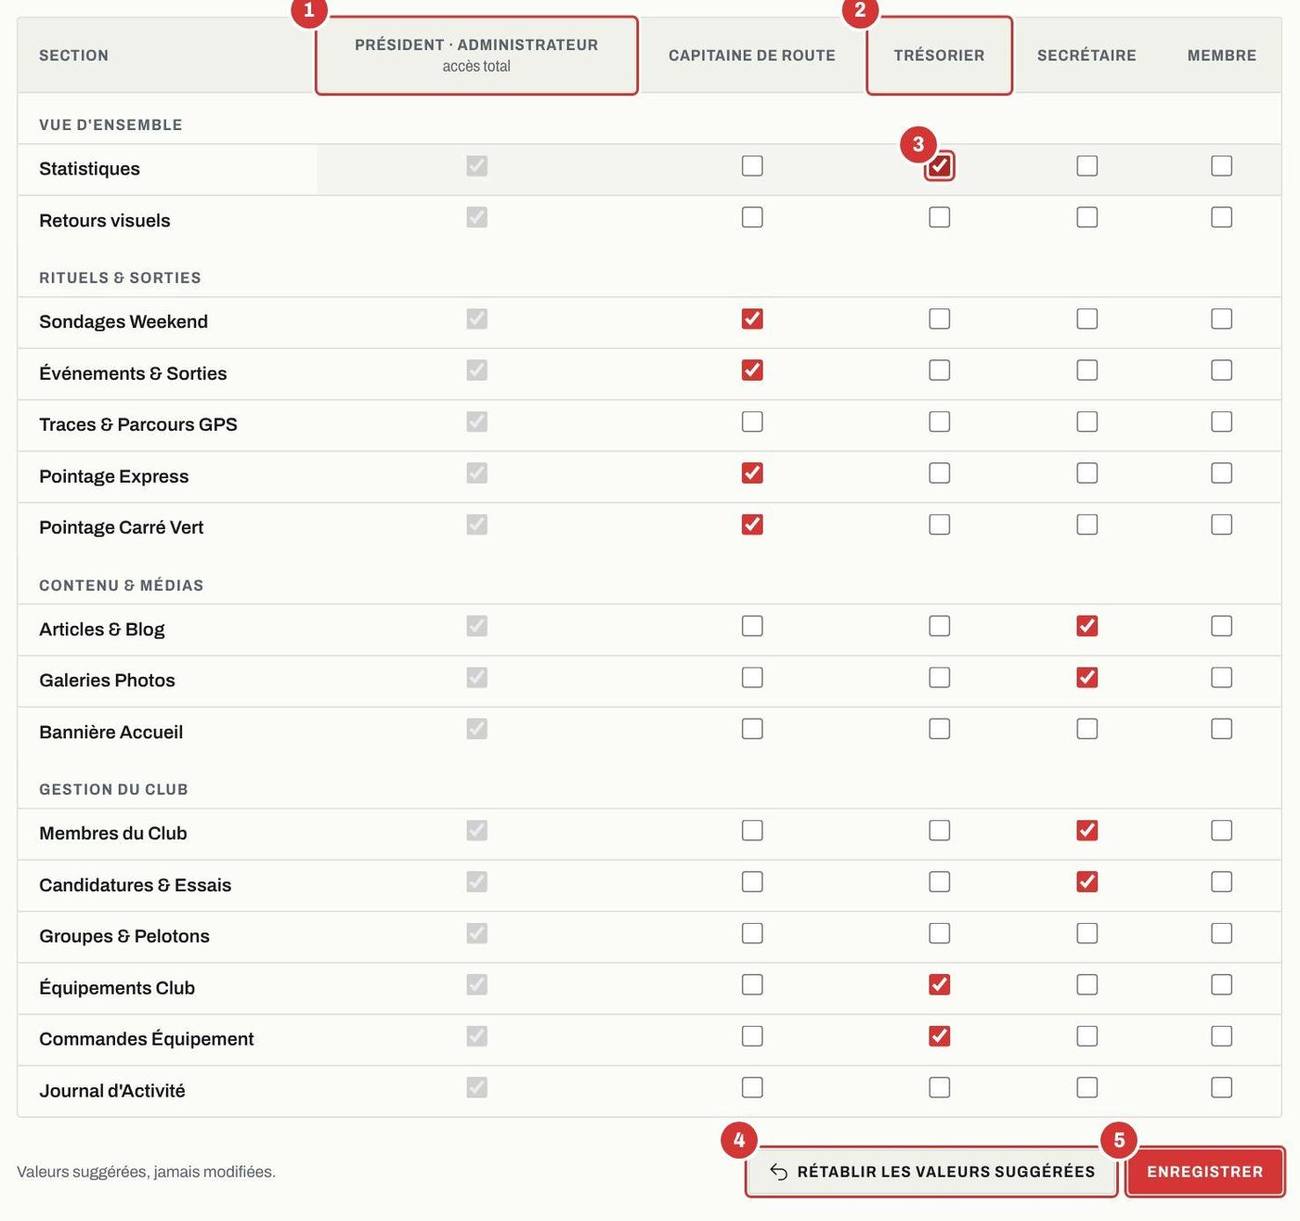 1
2
SECTION
PRÉSIDENT · ADMINISTRATEUR
accès total
CAPITAINE DE ROUTE
TRÉSORIER
SECRÉTAIRE
MEMBRE
VUE D'ENSEMBLE
3
Statistiques
Retours visuels
RITUELS & SORTIES
Sondages Weekend
Événements & Sorties
Traces & Parcours GPS
Pointage Express
Pointage Carré Vert
CONTENU & MÉDIAS
Articles & Blog
Galeries Photos
Bannière Accueil
GESTION DU CLUB
Membres du Club
Candidatures & Essais
Groupes & Pelotons
Équipements Club
Commandes Équipement
Journal d'Activité
4
5
Valeurs suggérées, jamais modifiées.
RÉTABLIR LES VALEURS SUGGÉRÉES
ENREGISTRER